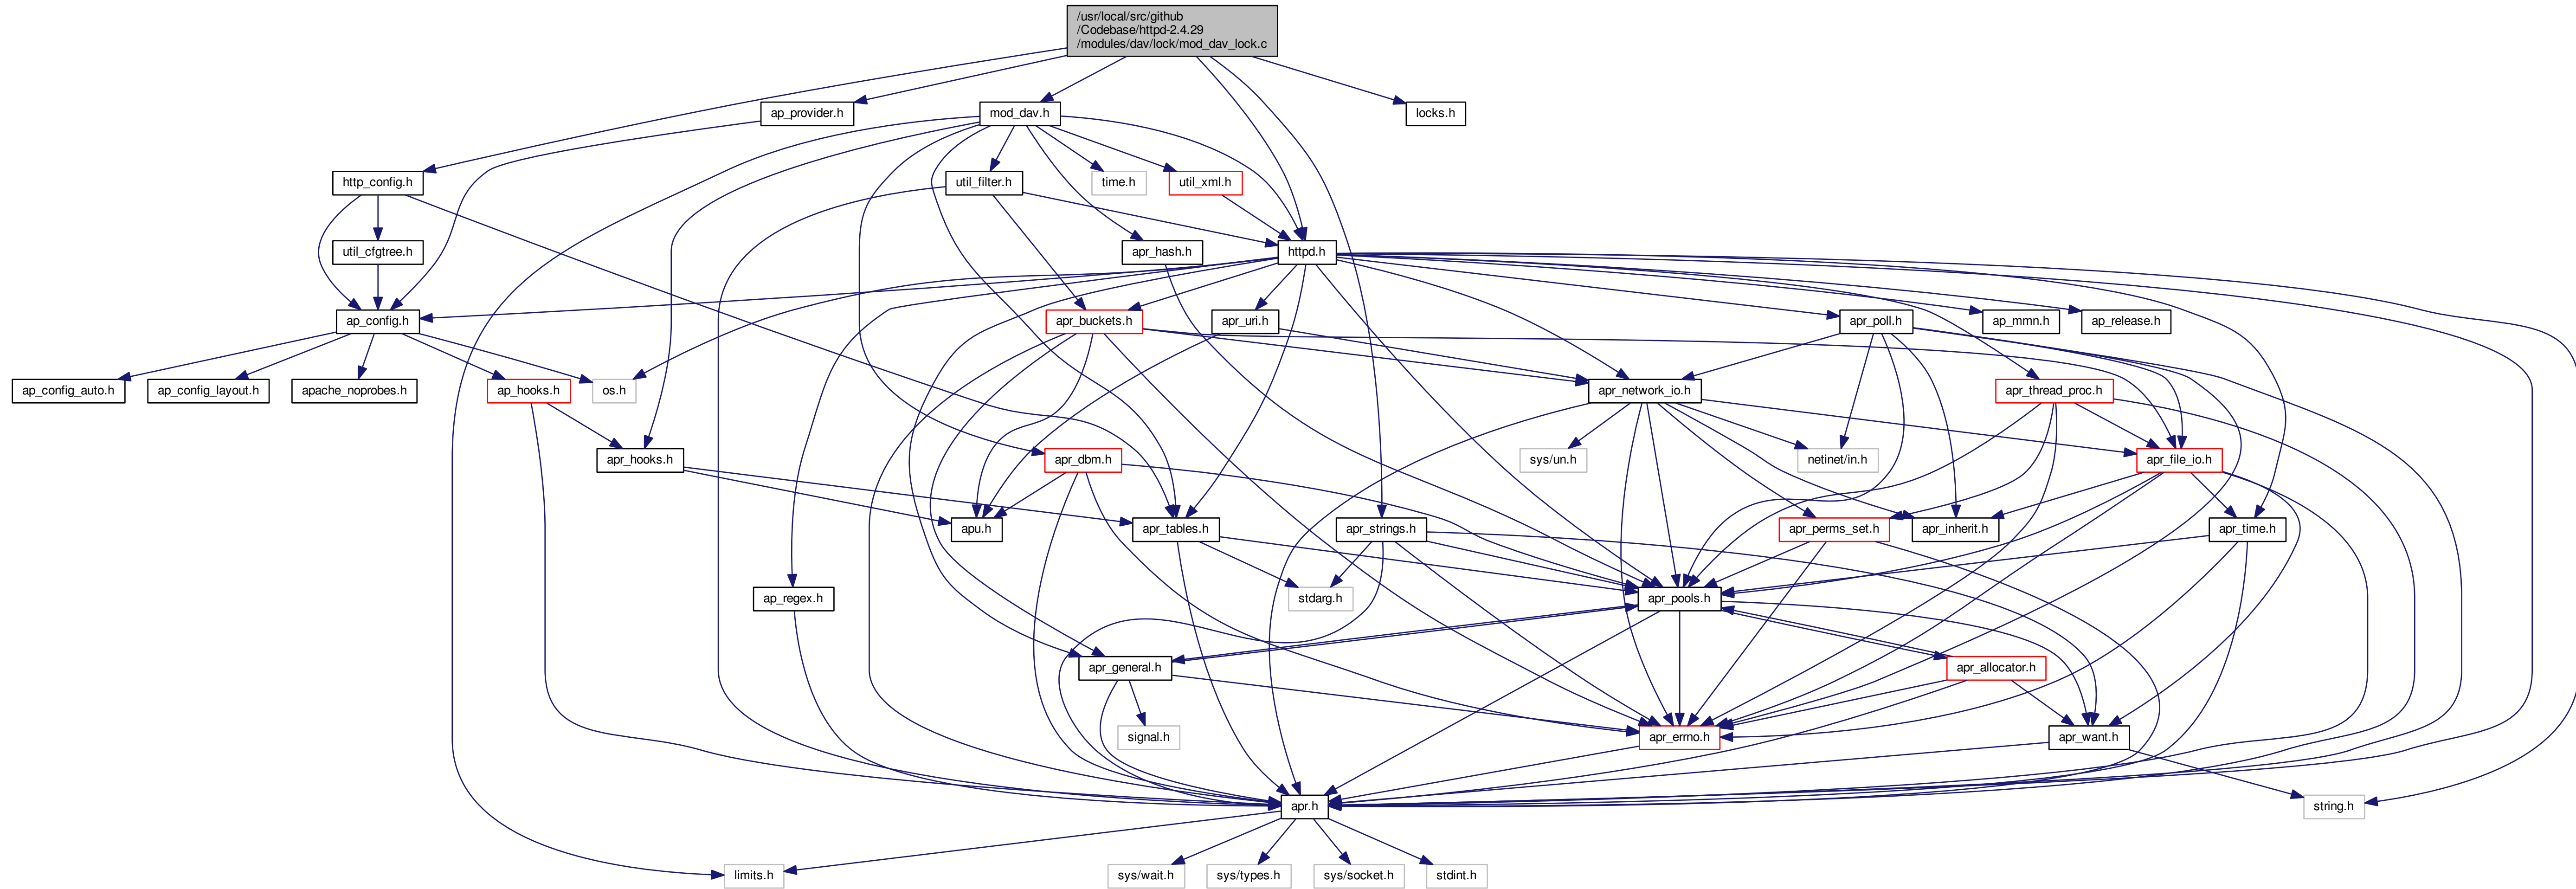 /usr/local/src/github
/Codebase/httpd-2.4.29
/modules/dav/lock/mod_dav_lock.c
ap_provider.h
mod_dav.h
locks.h
http_config.h
util_filter.h
time.h
util_xml.h
util_cfgtree.h
apr_hash.h
httpd.h
ap_config.h
apr_buckets.h
apr_uri.h
apr_poll.h
ap_mmn.h
ap_release.h
ap_config_auto.h
ap_config_layout.h
apache_noprobes.h
ap_hooks.h
os.h
apr_network_io.h
apr_thread_proc.h
apr_hooks.h
apr_dbm.h
sys/un.h
netinet/in.h
apr_file_io.h
apu.h
apr_tables.h
apr_strings.h
apr_perms_set.h
apr_inherit.h
apr_time.h
ap_regex.h
stdarg.h
apr_pools.h
apr_general.h
apr_allocator.h
signal.h
apr_errno.h
apr_want.h
apr.h
string.h
limits.h
sys/wait.h
sys/types.h
sys/socket.h
stdint.h